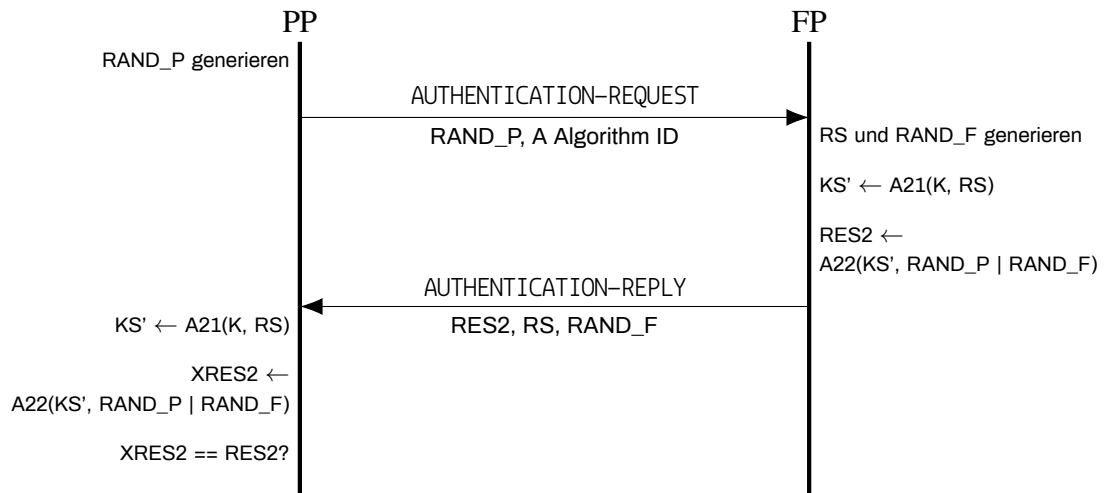 PP
FP
RAND_P generieren
AUTHENTICATION–REQUEST
RAND_P, A Algorithm ID
RS und RAND_F generieren
KS’ ← A21(K, RS)
RES2 ←
A22(KS’, RAND_P | RAND_F)
AUTHENTICATION–REPLY
RES2, RS, RAND_F
KS’ ← A21(K, RS)
XRES2 ←
A22(KS’, RAND_P | RAND_F)
XRES2 == RES2?